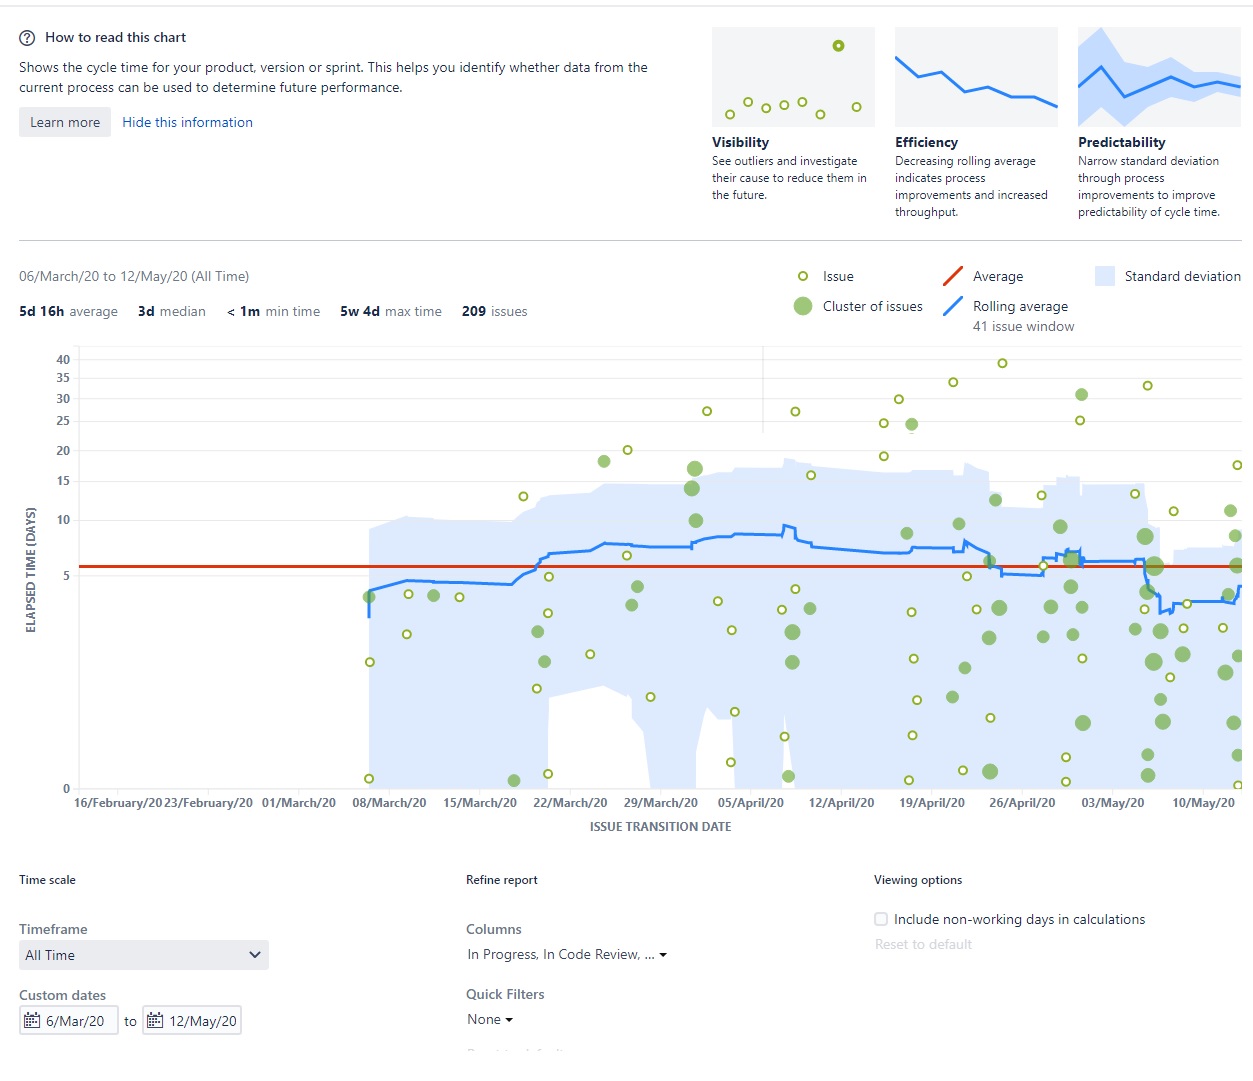 How to read this chart
Shows the cycle time for your product, version or sprint. This helps you identify whether data from the
current process can be used to determine future performance.
Learn more Hide this information
Visibility
See outliers and investigate
their cause to reduce them in
the future.
Efficiency
Decreasing rolling average
indicates process
improvements and increased
throughput.
Predictability
Narrow standard deviation
through process
improvements to improve
predictability of cycle time.
06/March/20 to 12/May/20 (All Time)
5d 16h average 3d median < 1m min time 5w 4d max time 209 issues
Issue
Cluster of issues
Average
Rolling average
41 issue window
Standard deviation
40
35
30
25
20
15
10
5
0
ELAPSED TIME (DAYS)
16/February/20 23/February/20 01/March/20 08/March/20 15/March/20 22/March/20 29/March/20 05/April/20 12/April/20 19/April/20 26/April/20 03/May/20 10/May/20
ISSUE TRANSITION DATE
Time scale
Timeframe
All Time
Custom dates
6/Mar/20 to 12/May/20
Refine report
Columns
In Progress, In Code Review, ...
Quick Filters
None
Viewing options
Include non-working days in calculations
Reset to default